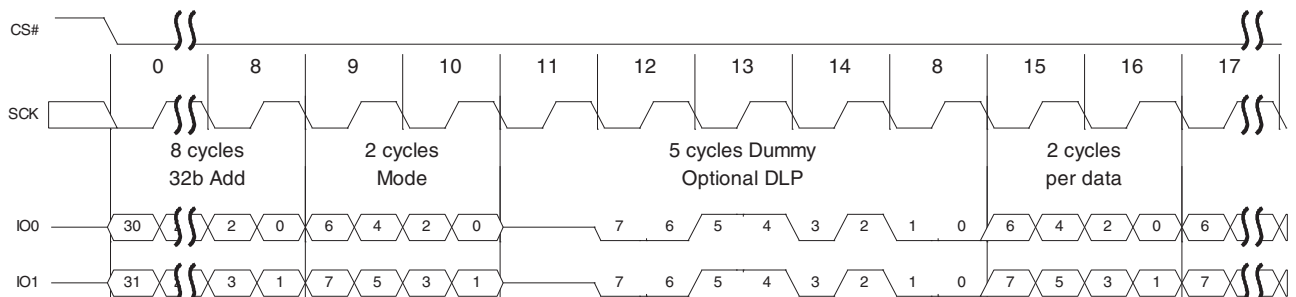 CS#
0 8 9 10 11 12 13 14 8 15 16 17
SCK
8 cycles 2 cycles 5 cycles Dummy 2 cycles
32b Add Mode Optional DLP per data
IO0 30 2 0 6 4 2 0 7 6 5 4 3 2 1 0 6 4 2 0 6
IO1 31 3 1 7 5 3 1 7 6 5 4 3 2 1 0 7 5 3 1 7